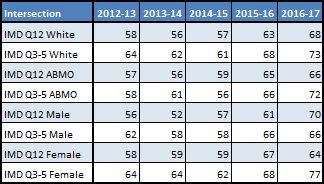 Intersection 2012-13 2013-14 2014-15 2015-16 2016-17
IMD Q12 White 58 56 57 63 68
IMD Q3-5 White 64 62 61 68 73
IMD Q12 ABMO 57 56 59 65 66
IMD Q3-5 ABMO 58 61 56 66 72
IMD Q12 Male 56 52 57 61 70
IMD Q3-5 Male 62 58 58 66 66
IMD Q12 Female 58 59 59 67 64
IMD Q3-5 Female 64 64 62 68 77